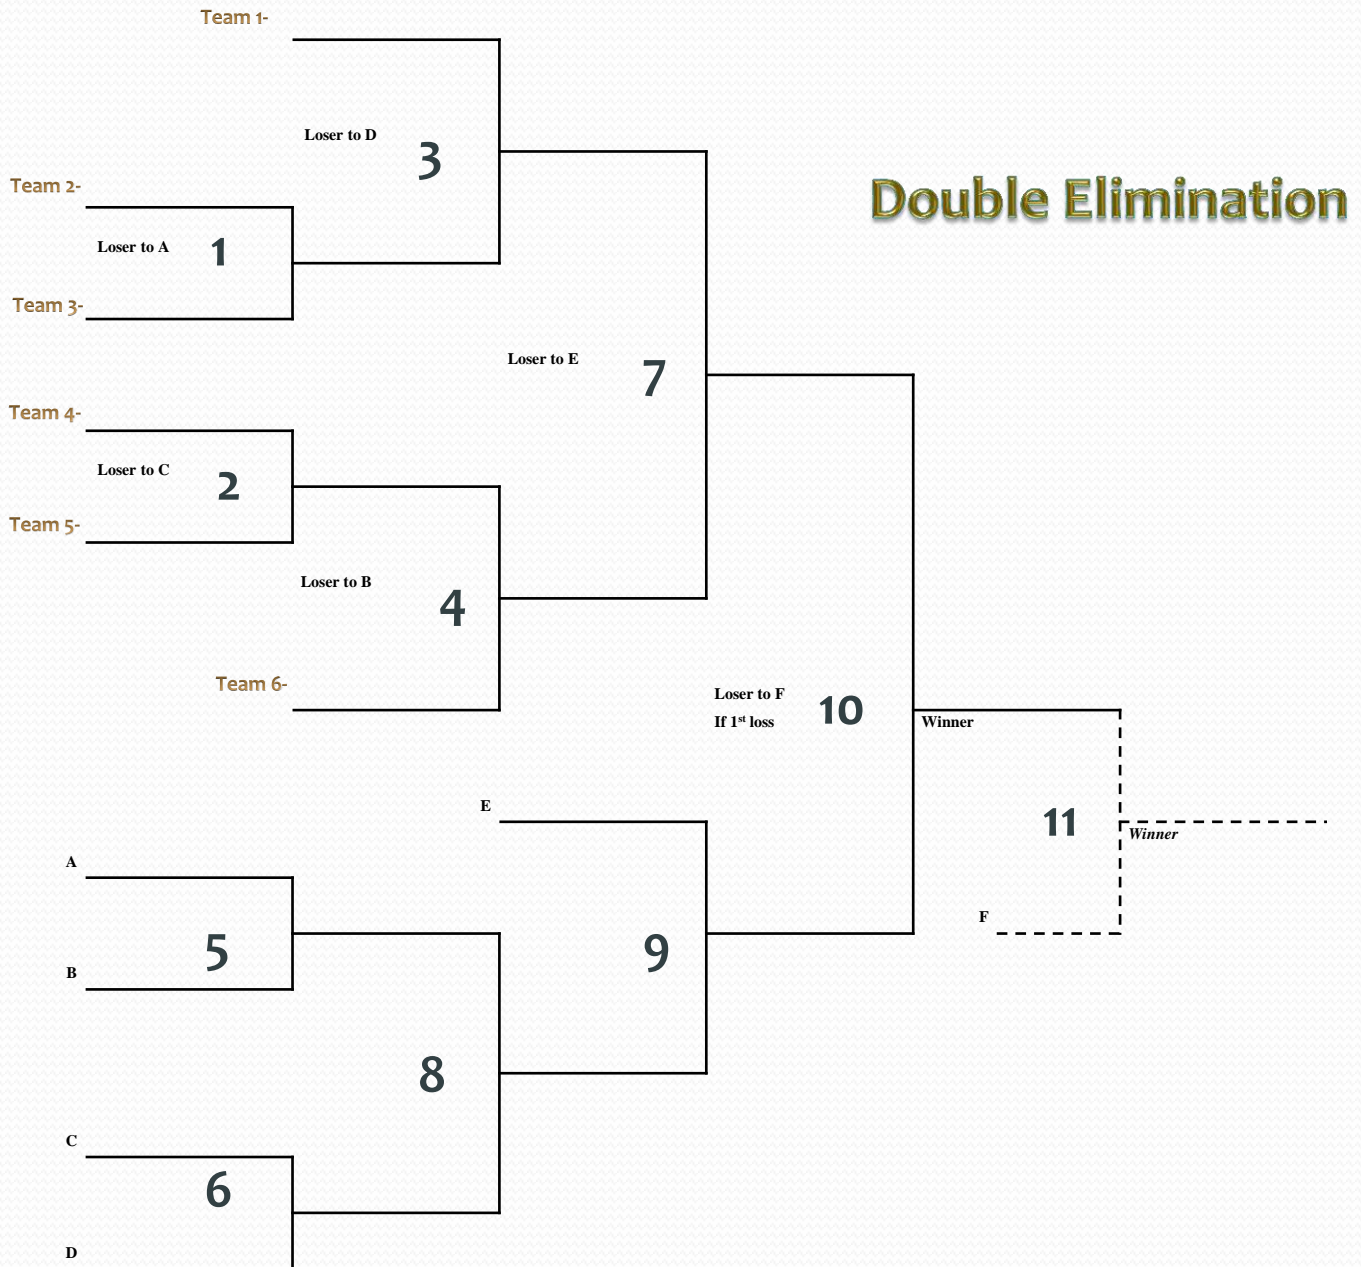 Team 1-
Loser to D
3
Double Elimination
Team 2-
Loser to A
1
Team 3-
Loser to E
7
Team 4-
Loser to C
2
Team 5-
Loser to B
4
Team 6-
Loser to F
If 1st loss
10
Winner
E
11
Winner
A
F
5
9
B
8
C
6
D